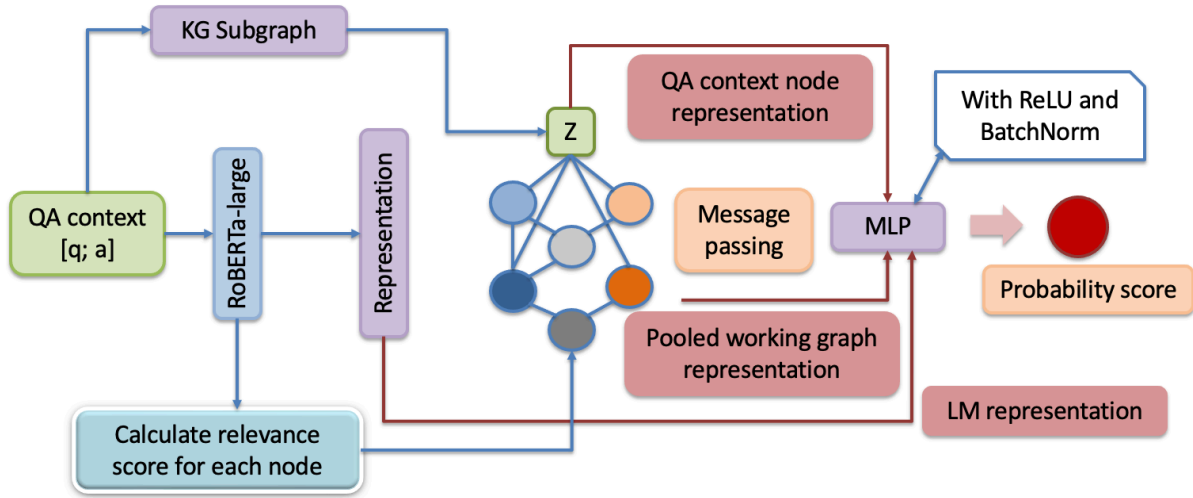 KG Subgraph
QA context
[q; a]
RoBERTa-large
Representation
Calculate relevance
score for each node
Z
QA context node
representation
Message
passing
Pooled working graph
representation
LM representation
With ReLU and
BatchNorm
MLP
Probability score